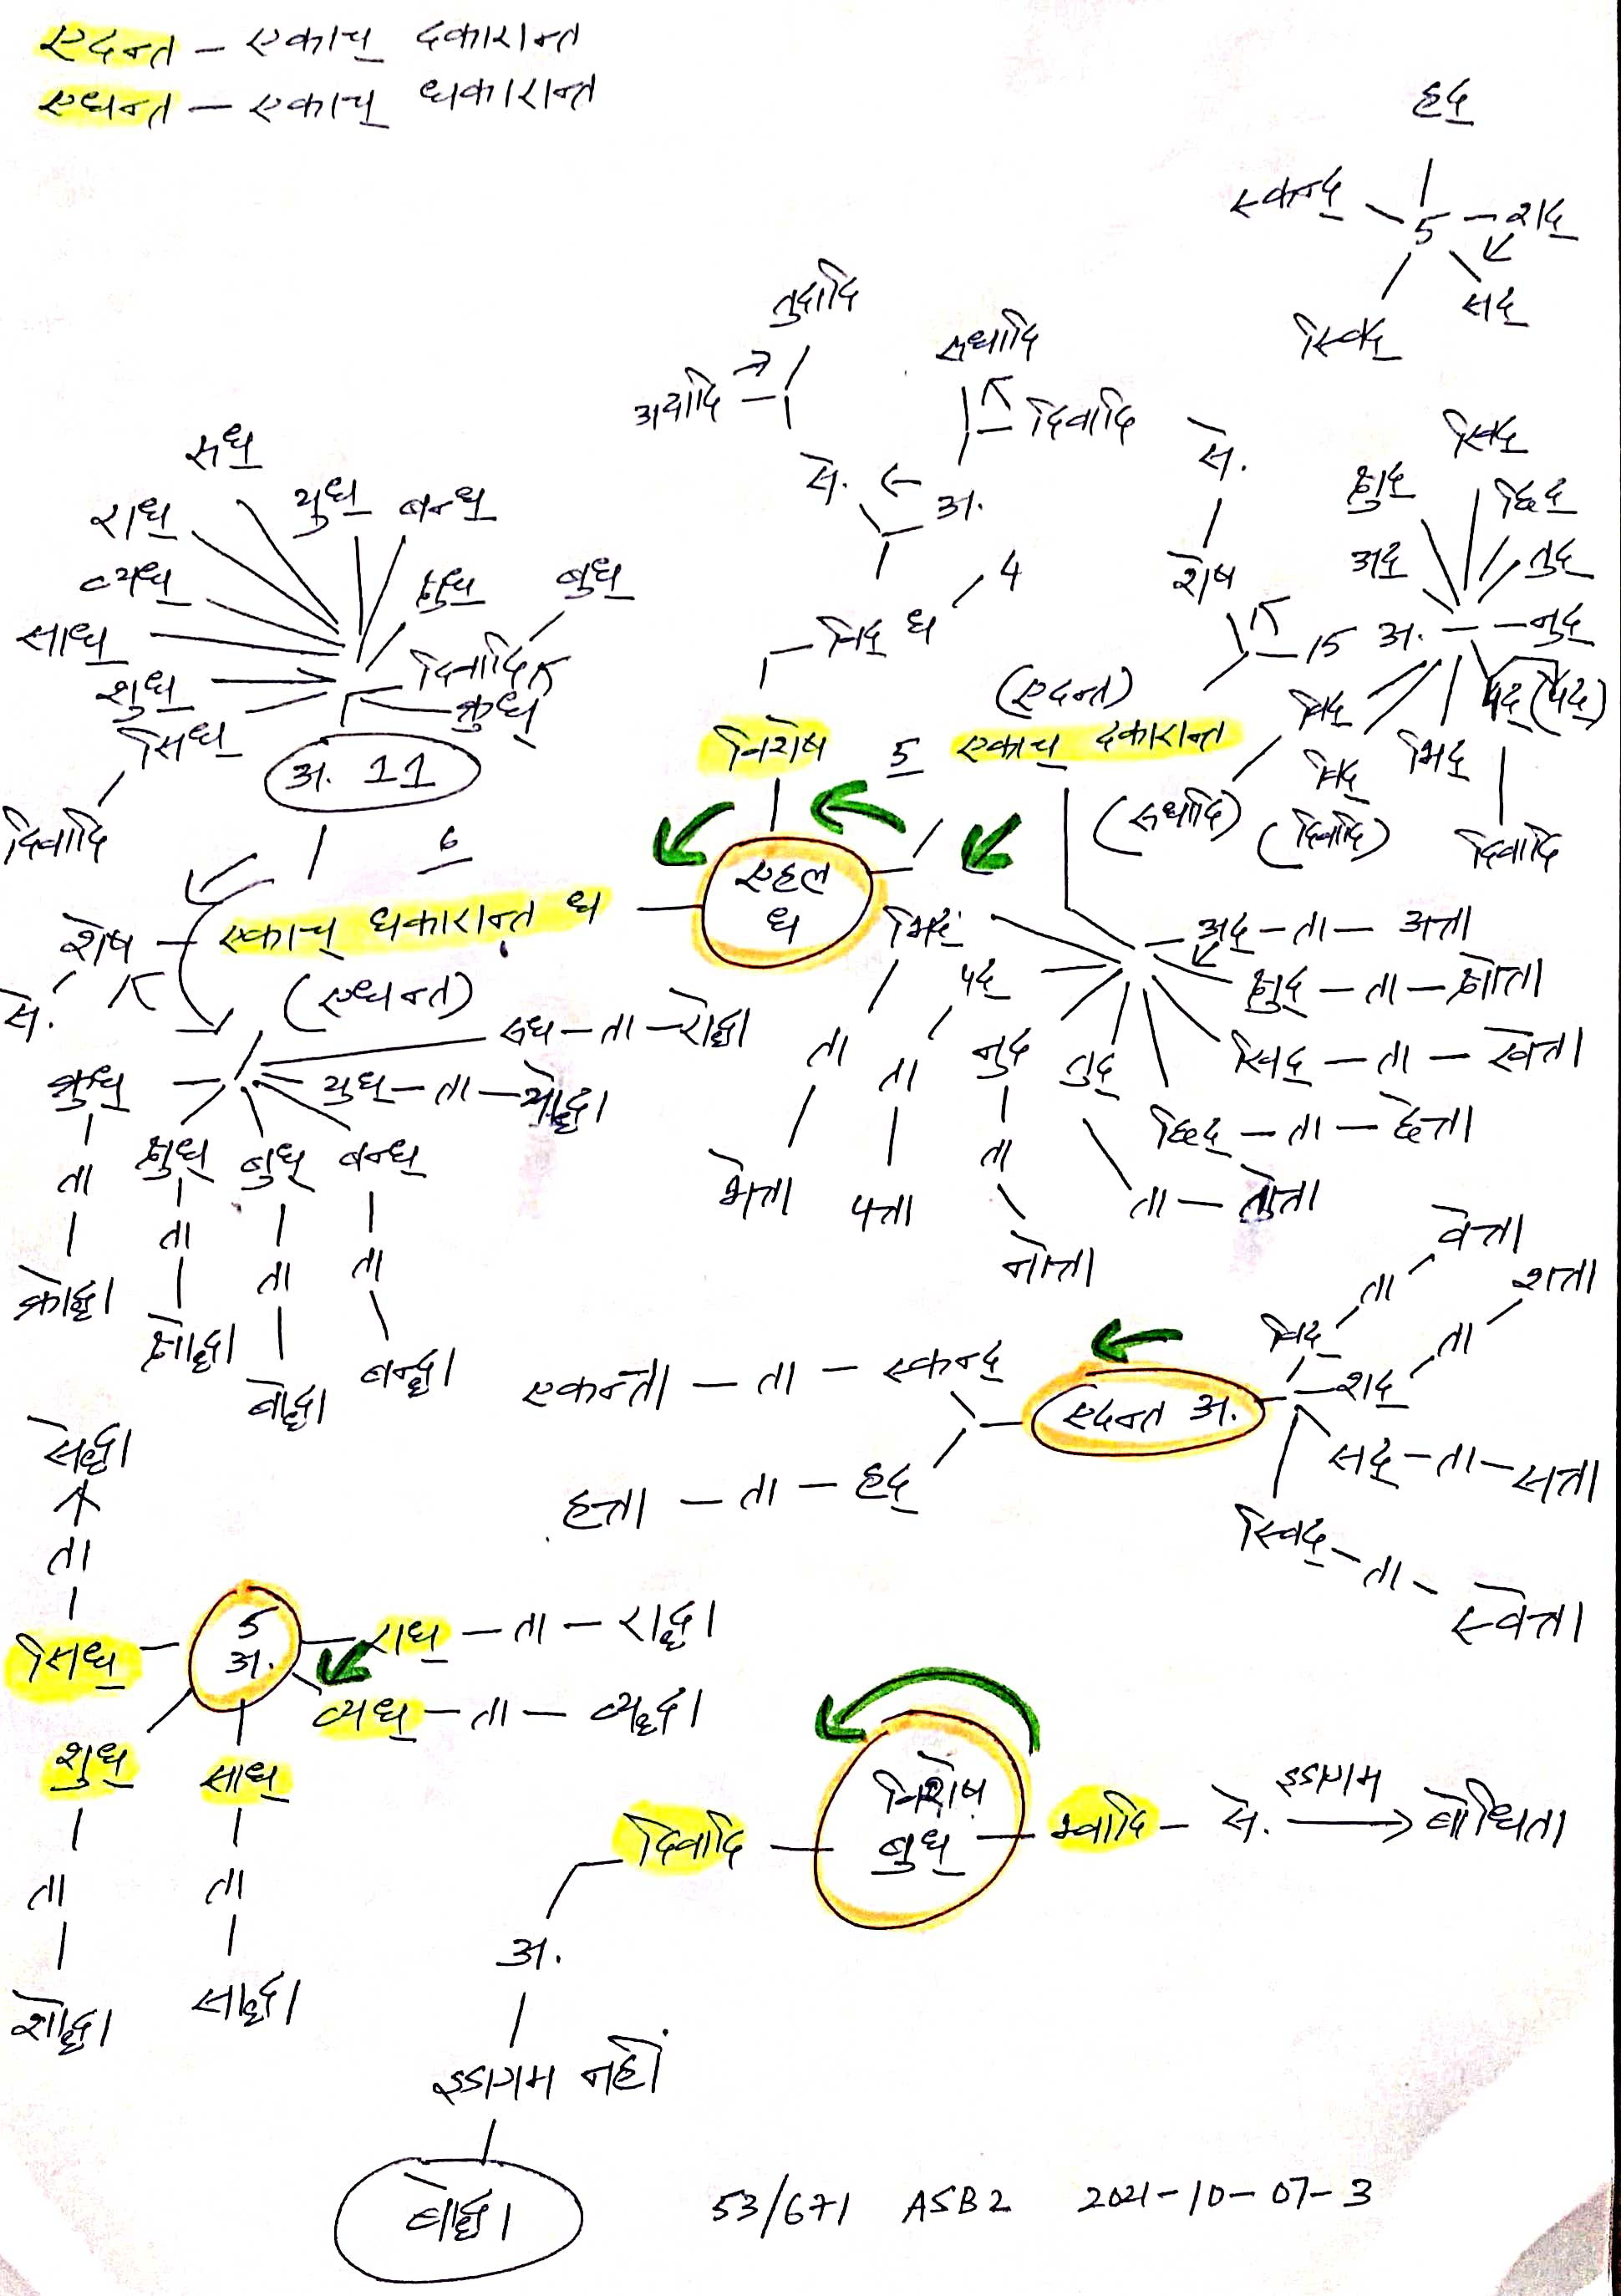 एदन्त – एकाच् दकारान्त
एधन्त – एकाच् धकारान्त
हद्
स्कन्द्
5
शद्
सद्
स्विद्
तुदादि
अदादि
रुधादि
दिवादि
से.
अ.
विद् ध
4
से.
शेष
15
अ.
खिद्
क्षुद्
छिद्
अद्
तुद्
नुद्
पद् (पद्)
दिवादि
भिद्
विद्
(रुधादि)
विद्
(दिवादि)
रुध्
राध्
युध्
बन्ध्
व्यध्
क्षुध्
बुध्
साध्
दिवादि
शुध्
क्रुध्
सिध्
दिवादि
अ. 11
विशेष
5
(एदन्त)
एकाच् दकारान्त
6
एहल
ध
शेष – एकाच् धकारान्त ध
(एधन्त)
से.
रुध – ता – रोद्धा
युध् – ता – योद्धा
क्रुध्
ता
क्रोद्धा
क्षुध्
ता
क्षोद्धा
बुध्
ता
बोद्धा
बन्ध्
ता
बन्द्धा
भिद्
ता
भेत्ता
पद्
ता
पत्ता
नुद
ता
नोत्ता
तुद्
ता – तोत्ता
अद् – ता – अत्ता
क्षुद् – ता – क्षोत्ता
खिद् – ता – खेत्ता
छिद् – ता – छेत्ता
एदन्त अ.
विद्
ता
वेत्ता
शद्
ता
शत्ता
सद् – ता – सत्ता
स्विद् – ता – स्वेत्ता
स्कन्ता – ता – स्कन्द्
हत्ता – ता – हद्
सेद्धा
ता
सिध्
5
अ.
राध् – ता – राद्धा
व्यध् – ता – व्यद्धा
शुध्
ता
शोद्धा
साध्
ता
साद्धा
विशेष
बुध्
भ्वादि – से.
इडागम
बोधिता
दिवादि
अ.
इडागम नहीं
बोद्धा
53/671 ASB2 2021-10-07-3